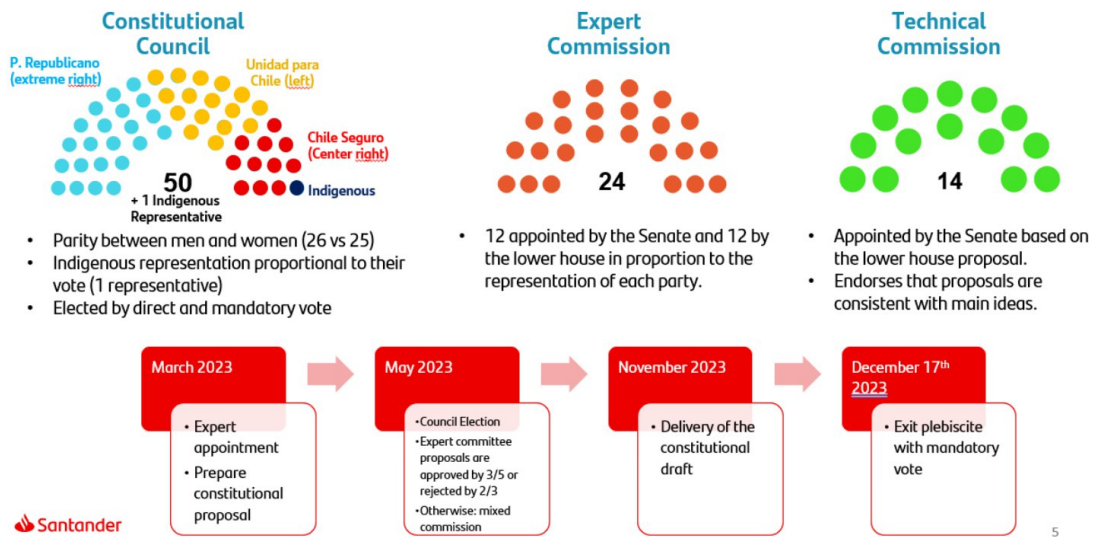 Constitutional
Council
P. Republicano
(extreme right)
Unidad para
Chile (left)
Chile Seguro
(Center right)
Indigenous
50
+ 1 Indigenous
Representative
• Parity between men and women (26 vs 25)
• Indigenous representation proportional to their
vote (1 representative)
• Elected by direct and mandatory vote
Expert
Commission
24
• 12 appointed by the Senate and 12 by
the lower house in proportion to the
representation of each party.
Technical
Commission
14
• Appointed by the Senate based on
the lower house proposal.
• Endorses that proposals are
consistent with main ideas.
March 2023
• Expert
appointment
• Prepare
constitutional
proposal
May 2023
• Council Election
• Expert committee
proposals are
approved by 3/5 or
rejected by 2/3
• Otherwise: mixed
commission
November 2023
• Delivery of the
constitutional
draft
December 17th
2023
• Exit plebiscite
with mandatory
vote
Santander
5